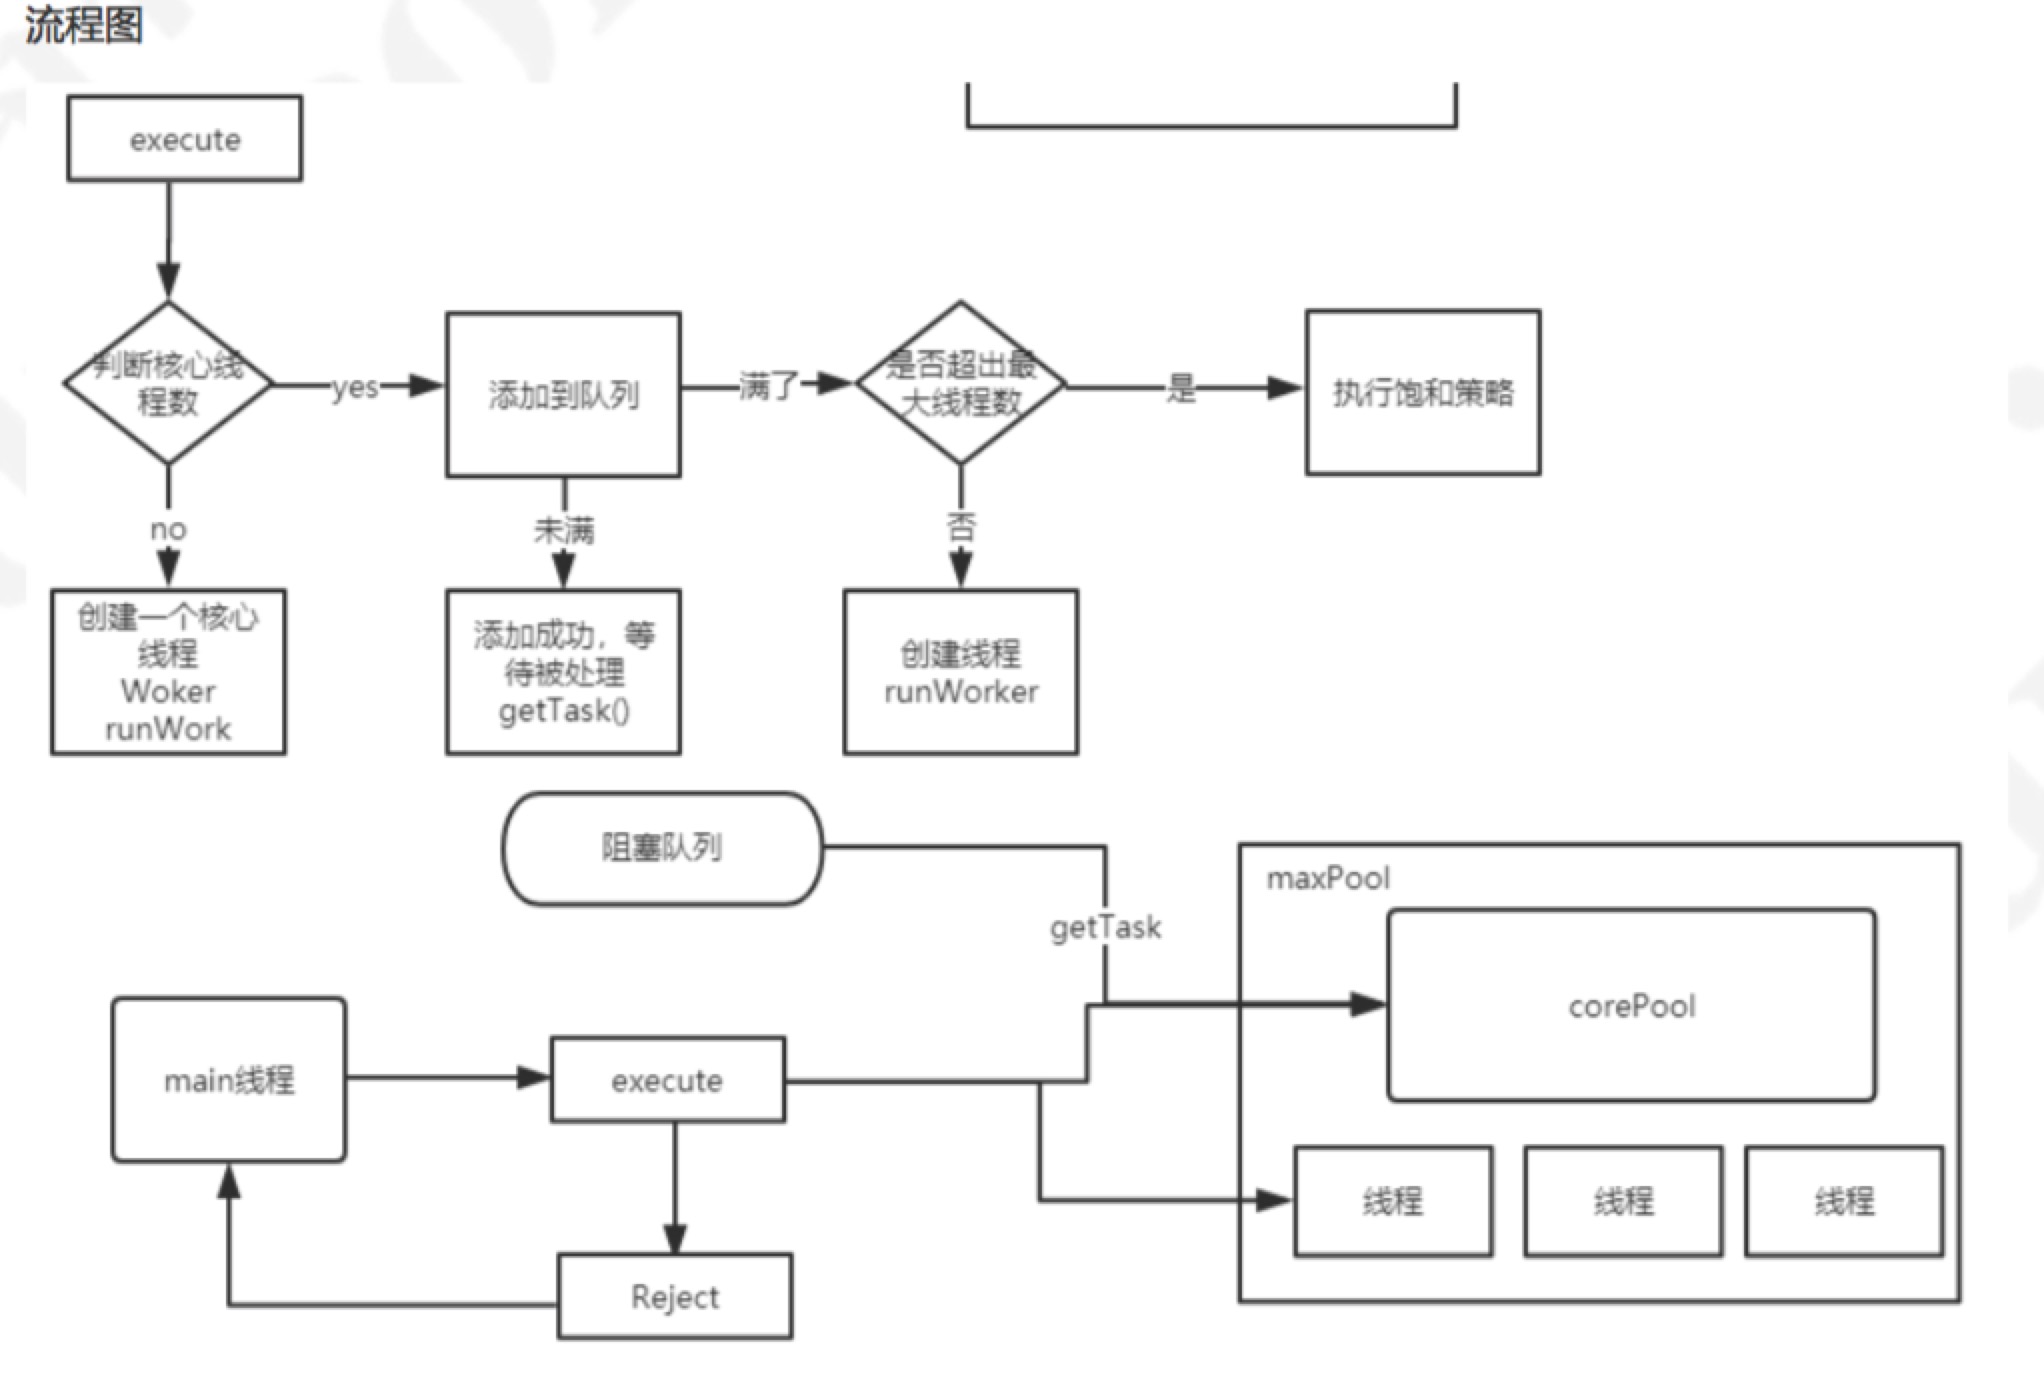 流程图
execute
判断核心线
程数
yes
添加到队列
满了
是否超出最
大线程数
是
执行饱和策略
no
未满
否
创建一个核心
线程
Woker
runWork
添加成功，等
待被处理
getTask()
创建线程
runWorker
阻塞队列
maxPool
getTask
corePool
main线程
execute
线程
线程
线程
Reject